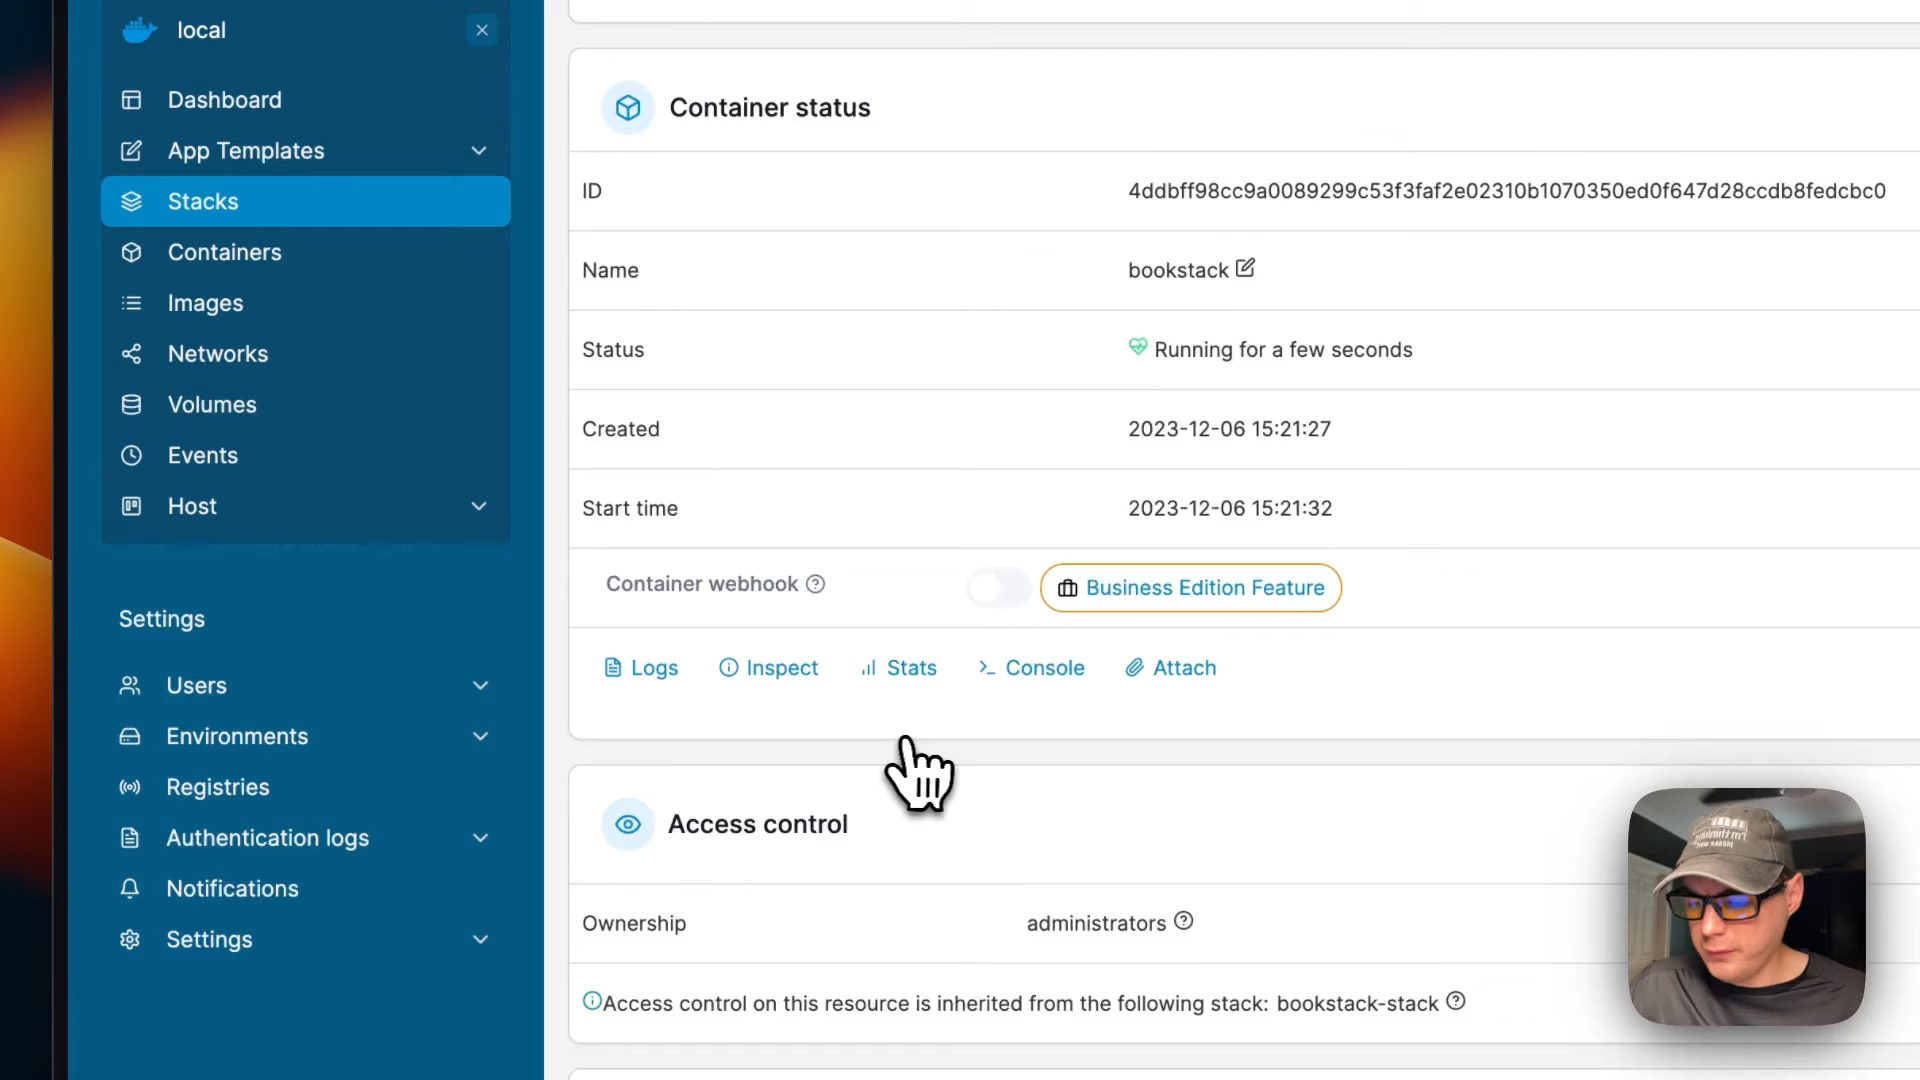 local
Dashboard
App Templates
Stacks
Containers
Images
Networks
Volumes
Events
Host
Settings
Users
Environments
Registries
Authentication logs
Notifications
Settings
Container status
ID 4ddbff98cc9a0089299c53f3faf2e02310b1070350ed0f647d28ccdb8fedcbc0
Name bookstack
Status Running for a few seconds
Created 2023-12-06 15:21:27
Start time 2023-12-06 15:21:32
Container webhook Business Edition Feature
Logs Inspect Stats Console Attach
Access control
Ownership administrators
Access control on this resource is inherited from the following stack: bookstack-stack